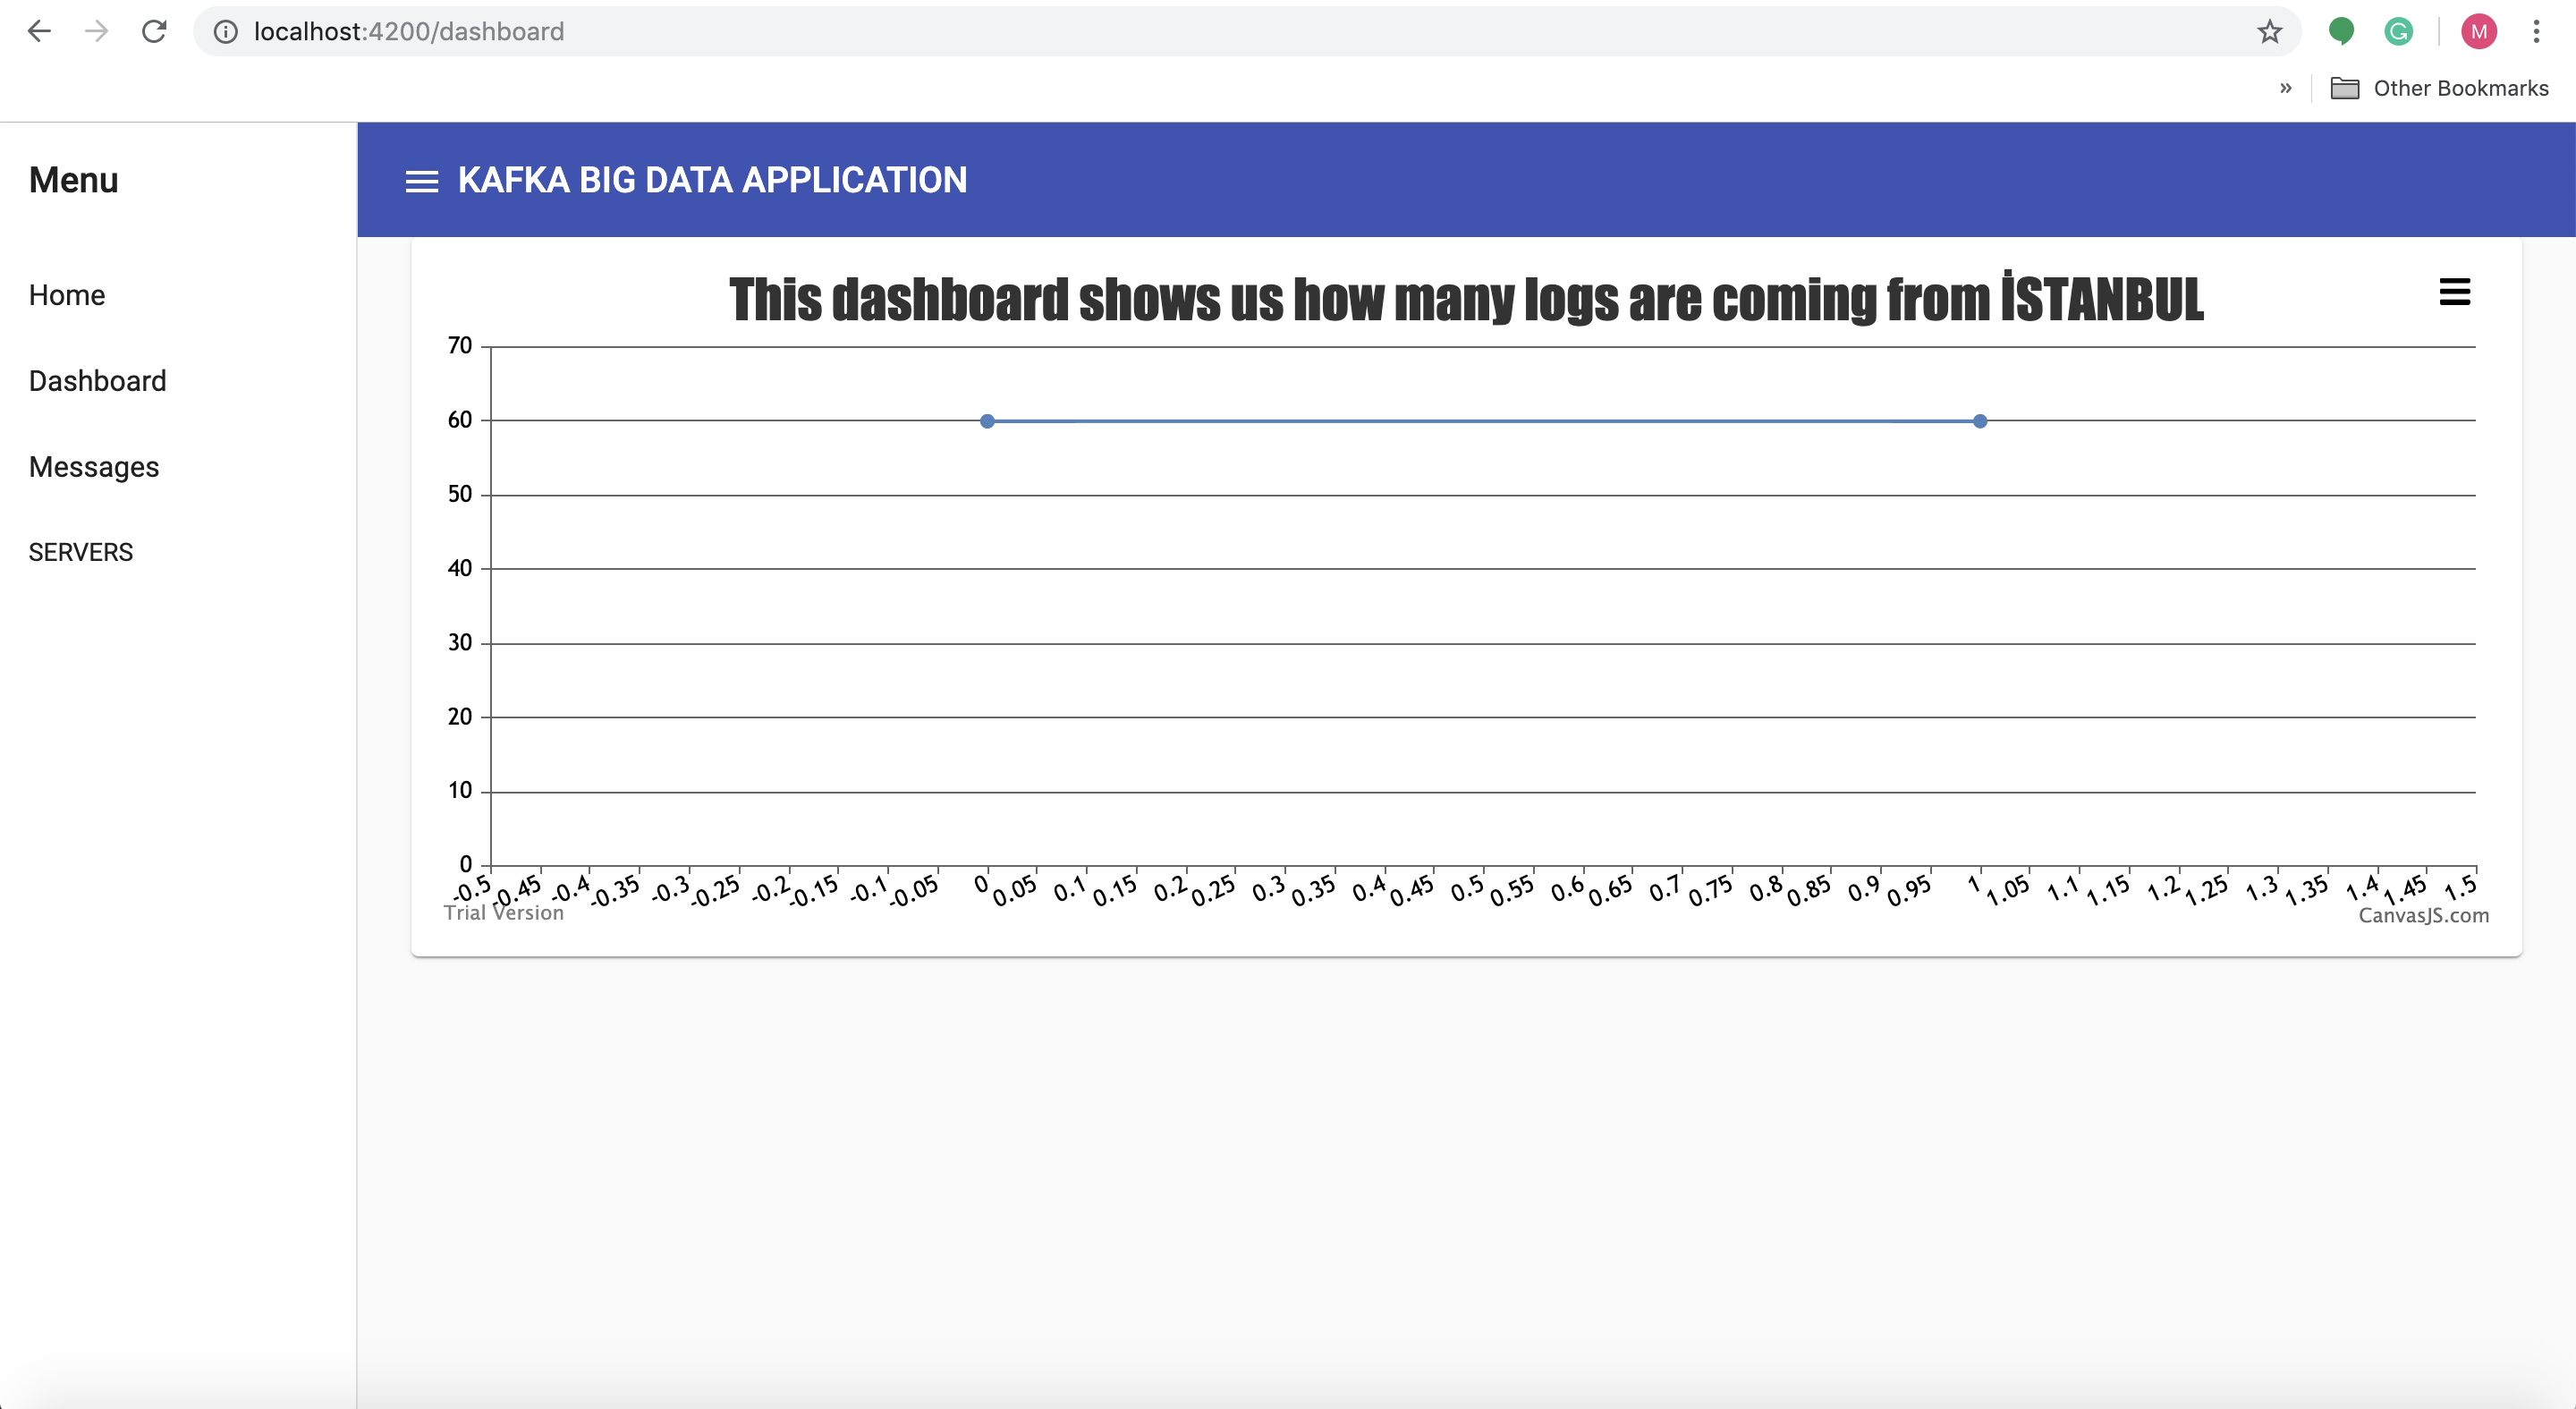 localhost:4200/dashboard
G
M
» Other Bookmarks
Menu
KAFKA BIG DATA APPLICATION
Home
Dashboard
Messages
SERVERS
This dashboard shows us how many logs are coming from İSTANBUL
70
60
50
40
30
20
10
0
-0.5 -0.45 -0.4 -0.35 -0.3 -0.25 -0.2 -0.15 -0.1 -0.05 0 0.05 0.1 0.15 0.2 0.25 0.3 0.35 0.4 0.45 0.5 0.55 0.6 0.65 0.7 0.75 0.8 0.85 0.9 0.95 1 1.05 1.1 1.15 1.2 1.25 1.3 1.35 1.4 1.45 1.5
Trial Version
CanvasJS.com